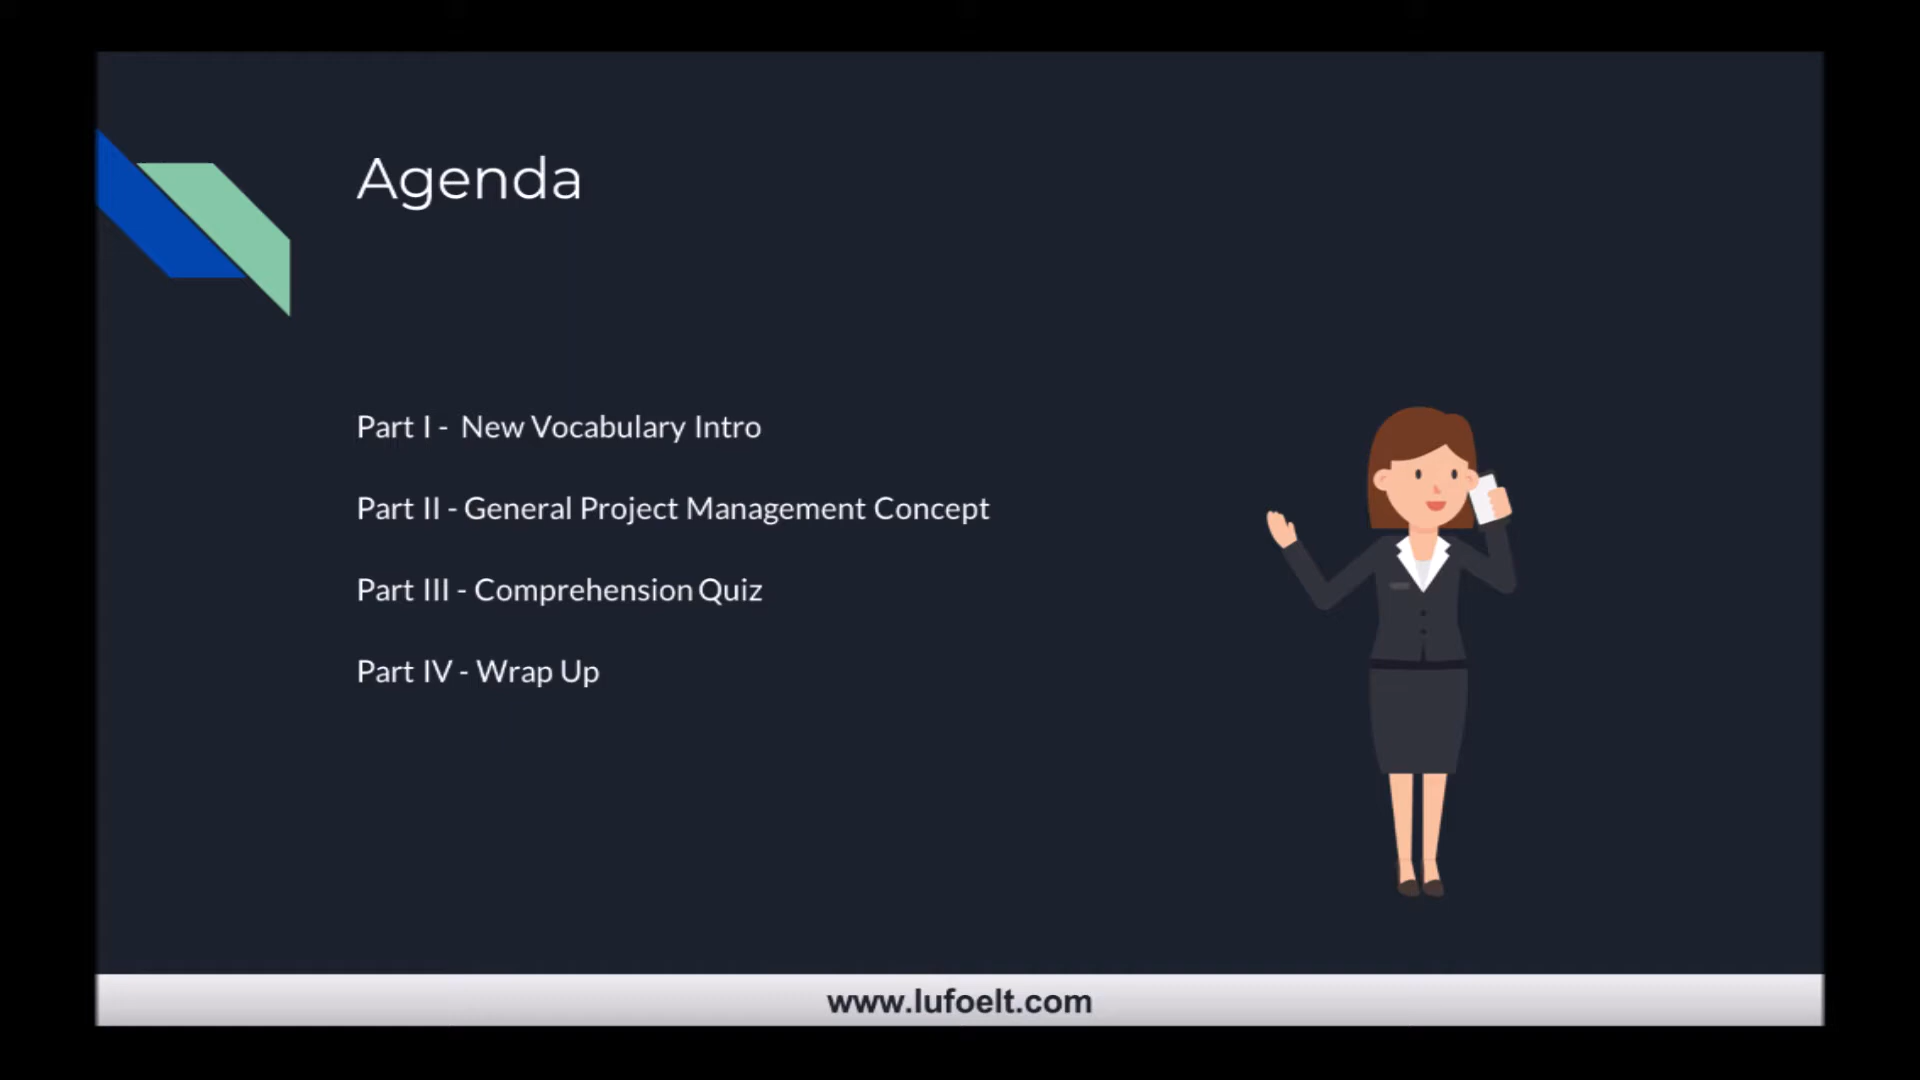 Agenda
Part I - New Vocabulary Intro
Part II - General Project Management Concept
Part III - Comprehension Quiz
Part IV - Wrap Up
www.lufoelt.com